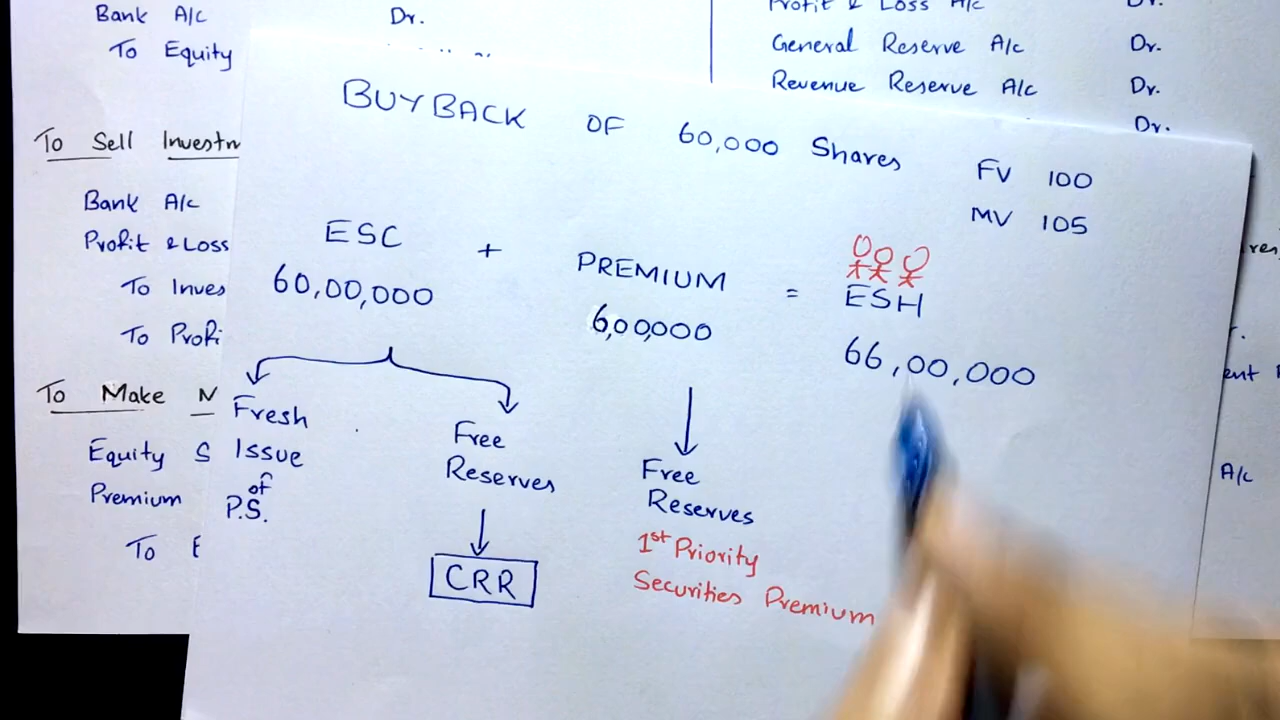 Bank A/c Dr.
To Equity
To Sell Investm
Bank A/c
Profit & Loss
To Inves
To Profi
To Make N
Equity S
Premium
To E
Profit & Loss A/c Dr.
General Reserve A/c Dr.
Revenue Reserve A/c Dr.
Dr.
BUYBACK OF 60,000 Shares
FV 100
MV 105
ESC + PREMIUM = ESH
60,00,000 6,00,000 66,00,000
Fresh
Issue
of
P.S.
Free
Reserves
CRR
Free
Reserves
1st Priority
Securities Premium
A/c